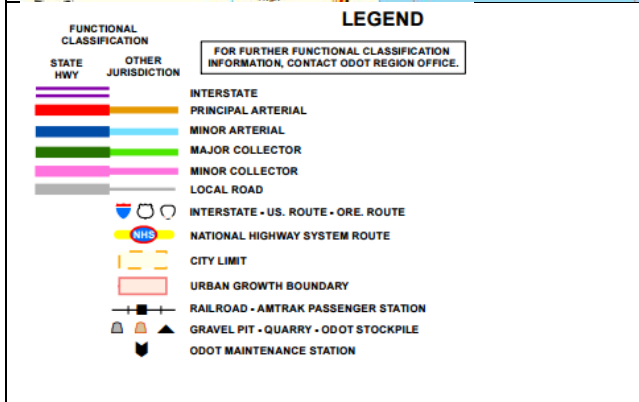 LEGEND
FUNCTIONAL
CLASSIFICATION
STATE
HWY
OTHER
JURISDICTION
FOR FURTHER FUNCTIONAL CLASSIFICATION
INFORMATION, CONTACT ODOT REGION OFFICE.
INTERSTATE
PRINCIPAL ARTERIAL
MINOR ARTERIAL
MAJOR COLLECTOR
MINOR COLLECTOR
LOCAL ROAD
INTERSTATE - US. ROUTE - ORE. ROUTE
NHS NATIONAL HIGHWAY SYSTEM ROUTE
CITY LIMIT
URBAN GROWTH BOUNDARY
RAILROAD - AMTRAK PASSENGER STATION
GRAVEL PIT - QUARRY - ODOT STOCKPILE
ODOT MAINTENANCE STATION